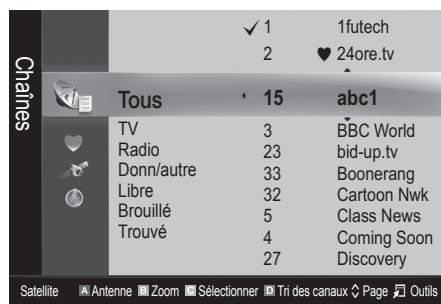 Chaînes
✓ 1 1futech
2 ♥ 24ore.tv
Tous 15 abc1
TV 3 BBC World
Radio 23 bid-up.tv
Donn/autre 33 Boonerang
Libre 32 Cartoon Nwk
Brouillé 5 Class News
Trouvé 4 Coming Soon
27 Discovery
Satellite A Antenne B Zoom C Sélectionner D Tri des canaux Page Outils